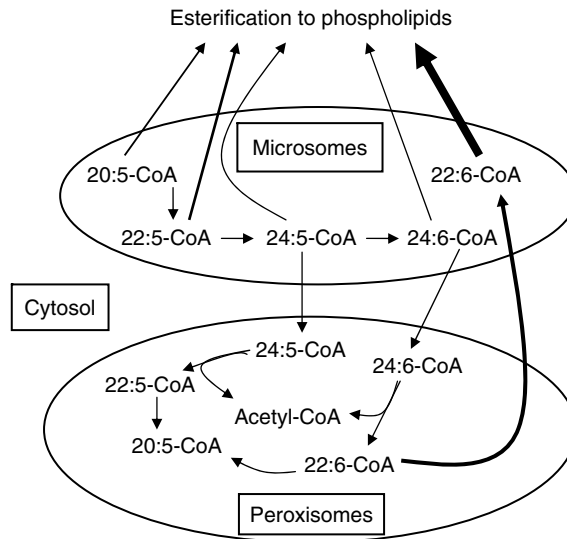 Esterification to phospholipids
Microsomes
20:5-CoA
22:6-CoA
22:5-CoA
24:5-CoA
24:6-CoA
Cytosol
24:5-CoA
24:6-CoA
22:5-CoA
Acetyl-CoA
20:5-CoA
22:6-CoA
Peroxisomes